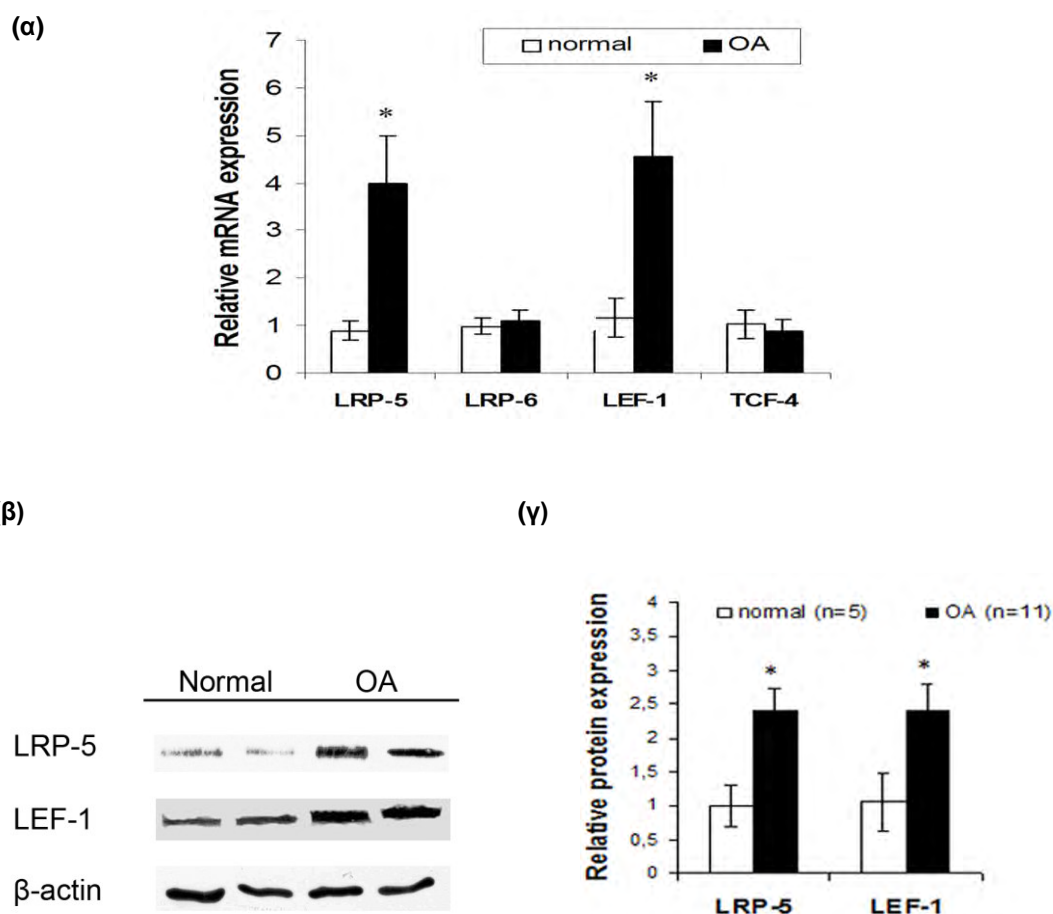 (α)
Relative mRNA expression
7
6
5
4
3
2
1
0
normal OA
*
*
LRP-5 LRP-6 LEF-1 TCF-4
(β)
Normal OA
LRP-5
LEF-1
β-actin
(γ)
Relative protein expression
4
3,5
3
2,5
2
1,5
1
0,5
0
normal (n=5) OA (n=11)
*
*
LRP-5 LEF-1